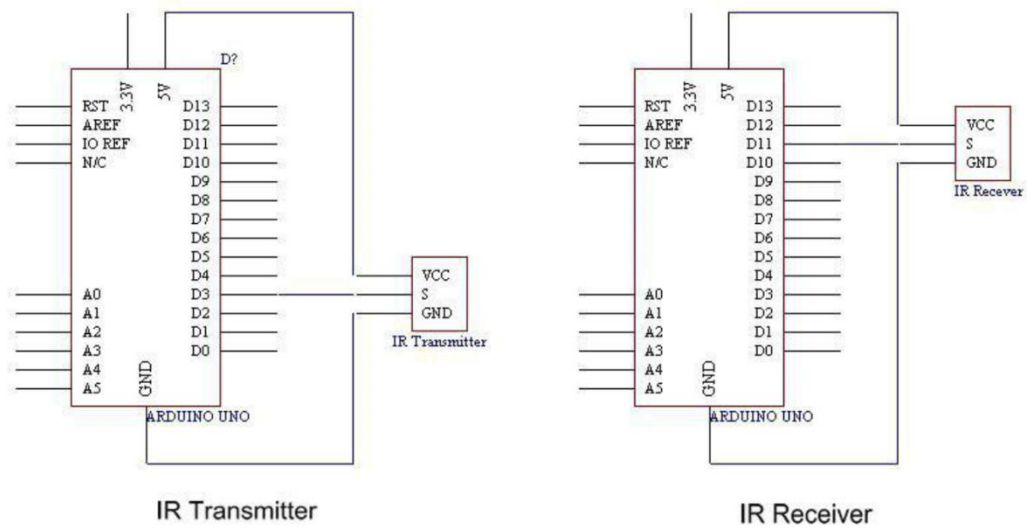 D?
3.3V
5V
RST
AREF
IO REF
N/C
A0
A1
A2
A3
A4
A5
D13
D12
D11
D10
D9
D8
D7
D6
D5
D4
D3
D2
D1
D0
GND
ARDUINO UNO
VCC
S
GND
IR Transmitter
IR Transmitter
3.3V
5V
RST
AREF
IO REF
N/C
A0
A1
A2
A3
A4
A5
D13
D12
D11
D10
D9
D8
D7
D6
D5
D4
D3
D2
D1
D0
GND
ARDUINO UNO
VCC
S
GND
IR Recever
IR Receiver